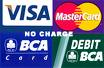 VISA MasterCard
NO CHARGE
BCA DEBIT
Card BCA